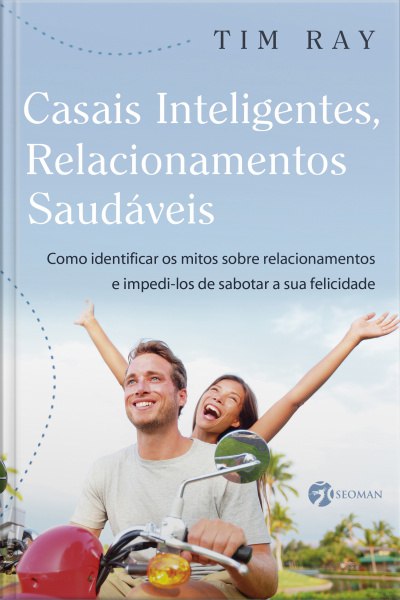 TIM RAY
Casais Inteligentes,
Relacionamentos
Saudáveis
Como identificar os mitos sobre relacionamentos
e impedi-los de sabotar a sua felicidade
SEOMAN